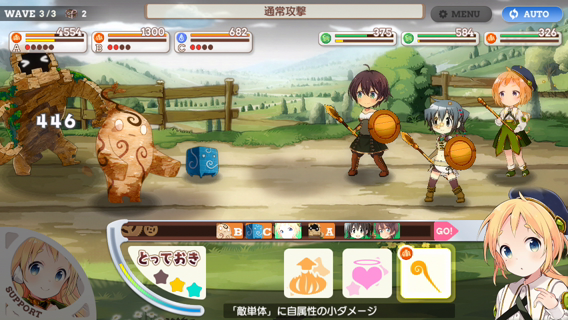 WAVE 3/3 2
通常攻撃
MENU
AUTO
4554
A
1300
B
682
C
375
584
326
446
B
C
A
GO!
とっておき
SUPPORT
「敵単体」に自属性の小ダメージ